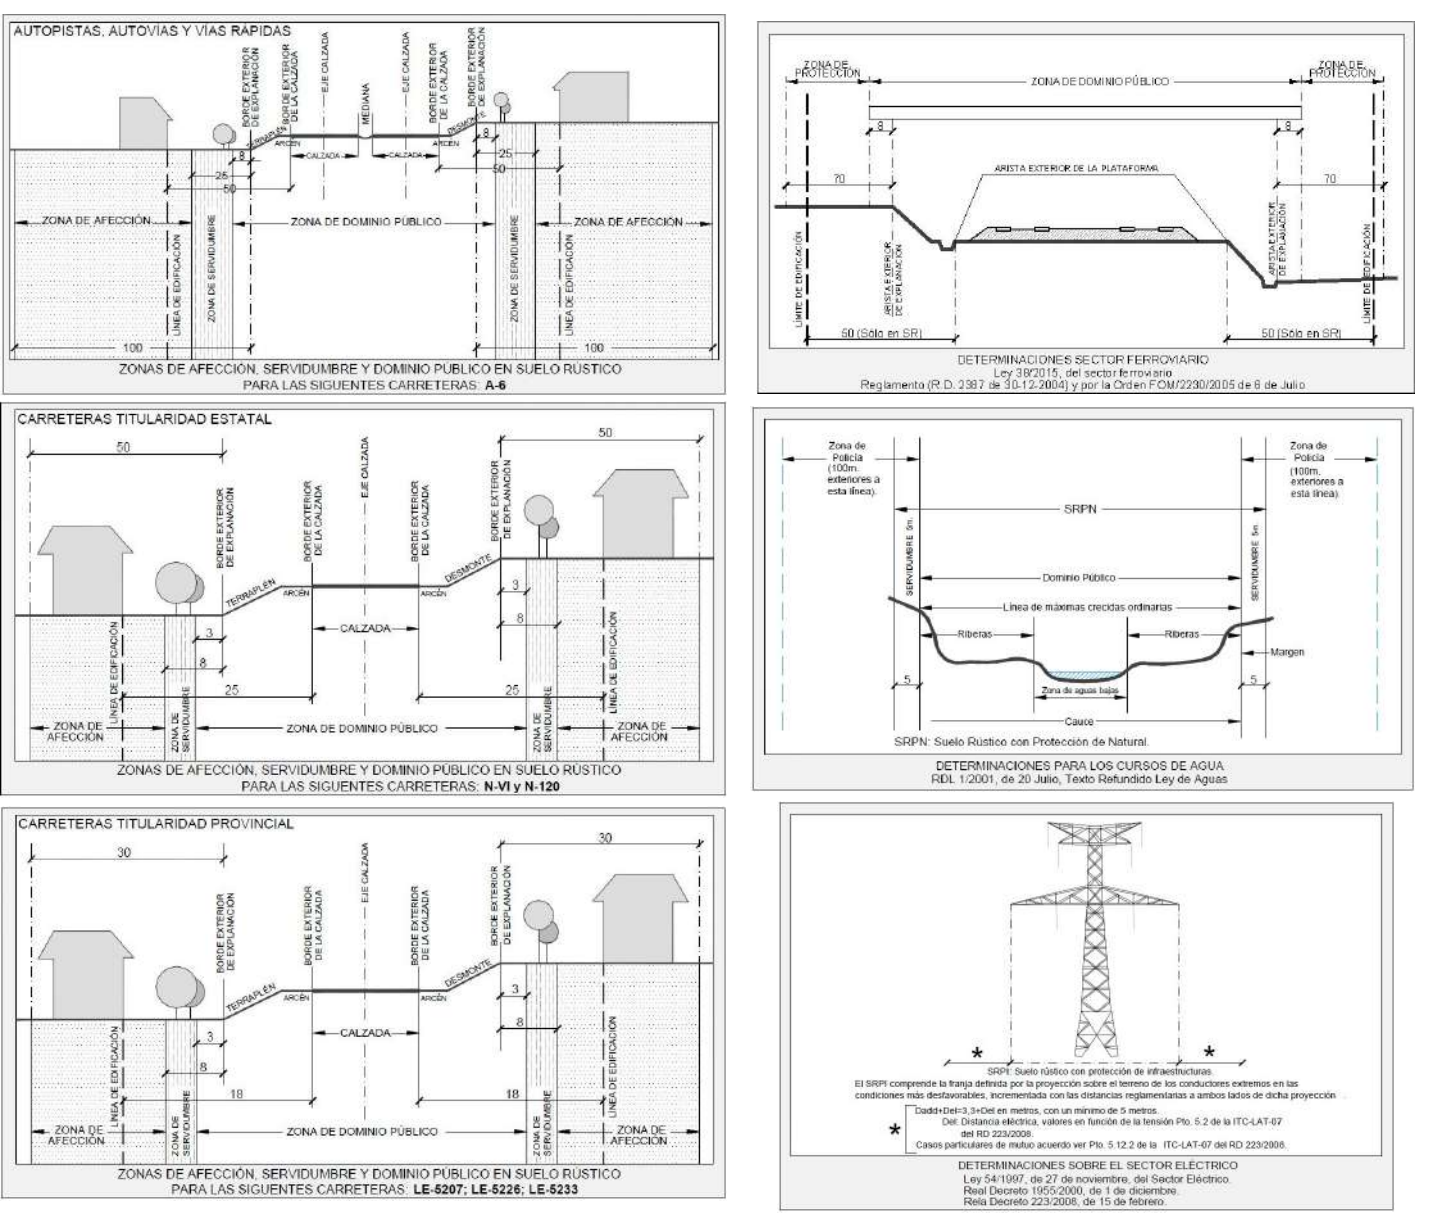 AUTOPISTAS, AUTOVÍAS Y VÍAS RÁPIDAS
BORDE EXTERIOR
DE EXPLANACIÓN
BORDE EXTERIOR
DE LA CALZADA
EJE CALZADA
MEDIANA
EJE CALZADA
BORDE EXTERIOR
DE LA CALZADA
BORDE EXTERIOR
DE EXPLANACIÓN
TERRAPLÉN
ARCÉN
CALZADA
CALZADA
ARCÉN
DESMONTE
8
25
50
8
25
50
ZONA DE AFECCIÓN
ZONA DE DOMINIO PÚBLICO
ZONA DE AFECCIÓN
LÍNEA DE EDIFICACIÓN
ZONA DE SERVIDUMBRE
ZONA DE SERVIDUMBRE
LÍNEA DE EDIFICACIÓN
100
100
ZONAS DE AFECCIÓN, SERVIDUMBRE Y DOMINIO PÚBLICO EN SUELO RÚSTICO
PARA LAS SIGUENTES CARRETERAS: A-6
CARRETERAS TITULARIDAD ESTATAL
50
50
BORDE EXTERIOR
DE EXPLANACIÓN
BORDE EXTERIOR
DE LA CALZADA
EJE CALZADA
BORDE EXTERIOR
DE LA CALZADA
BORDE EXTERIOR
DE EXPLANACIÓN
TERRAPLÉN
ARCÉN
ARCÉN
DESMONTE
CALZADA
3
8
25
3
8
25
LÍNEA DE EDIFICACIÓN
ZONA DE
SERVIDUMBRE
ZONA DE
SERVIDUMBRE
LÍNEA DE EDIFICACIÓN
ZONA DE
AFECCIÓN
ZONA DE DOMINIO PÚBLICO
ZONA DE
AFECCIÓN
ZONAS DE AFECCIÓN, SERVIDUMBRE Y DOMINIO PÚBLICO EN SUELO RÚSTICO
PARA LAS SIGUENTES CARRETERAS: N-VI y N-120
CARRETERAS TITULARIDAD PROVINCIAL
30
30
BORDE EXTERIOR
DE EXPLANACIÓN
BORDE EXTERIOR
DE LA CALZADA
EJE CALZADA
BORDE EXTERIOR
DE LA CALZADA
BORDE EXTERIOR
DE EXPLANACIÓN
TERRAPLÉN
ARCÉN
ARCÉN
DESMONTE
CALZADA
3
8
18
3
8
18
LÍNEA DE EDIFICACIÓN
ZONA DE
SERVIDUMBRE
ZONA DE
SERVIDUMBRE
LÍNEA DE EDIFICACIÓN
ZONA DE
AFECCIÓN
ZONA DE DOMINIO PÚBLICO
ZONA DE
AFECCIÓN
ZONAS DE AFECCIÓN, SERVIDUMBRE Y DOMINIO PÚBLICO EN SUELO RÚSTICO
PARA LAS SIGUENTES CARRETERAS: LE-5207; LE-5226; LE-5233
ZONA DE
PROTECCIÓN
ZONA DE DOMINIO PÚBLICO
ZONA DE
PROTECCIÓN
8
8
ARISTA EXTERIOR DE LA PLATAFORMA
70
70
LÍMITE DE EDIFICACIÓN
ARISTA EXTERIOR
DE EXPLANACIÓN
ARISTA EXTERIOR
DE EXPLANACIÓN
LÍMITE DE EDIFICACIÓN
50 (Sólo en SR)
50 (Sólo en SR)
DETERMINACIONES SECTOR FERROVIARIO
Ley 38/2015, del sector ferroviario
Reglamento (R.D. 2387 de 30-12-2004) y por la Orden FOM/2230/2005 de 6 de Julio
Zona de
Policía
(100m.
exteriores a
esta línea).
Zona de
Policía
(100m.
exteriores a
esta línea).
SRPN
SERVIDUMBRE 5m.
SERVIDUMBRE 5m.
Dominio Público
Línea de máximas crecidas ordinarias
Riberas
Riberas
Margen
5
Zona de aguas bajas
5
Cauce
SRPN: Suelo Rústico con Protección de Natural.
DETERMINACIONES PARA LOS CURSOS DE AGUA
RDL 1/2001, de 20 Julio, Texto Refundido Ley de Aguas
*
*
SRPI: Suelo rústico con protección de infraestructuras.
El SRPI comprende la franja definida por la proyección sobre el terreno de los conductores extremos en las
condiciones más desfavorables, incrementada con las distancias reglamentarias a ambos lados de dicha proyección .
Dadd+Del=3,3+Del en metros, con un mínimo de 5 metros.
Del: Distancia eléctrica, valores en función de la tensión Pto. 5.2 de la ITC-LAT-07
*
del RD 223/2008.
Casos particulares de mutuo acuerdo ver Pto. 5.12.2 de la ITC-LAT-07 del RD 223/2008.
DETERMINACIONES SOBRE EL SECTOR ELÉCTRICO
Ley 54/1997, de 27 de noviembre, del Sector Eléctrico.
Real Decreto 1955/2000, de 1 de diciembre.
Rela Decreto 223/2008, de 15 de febrero.